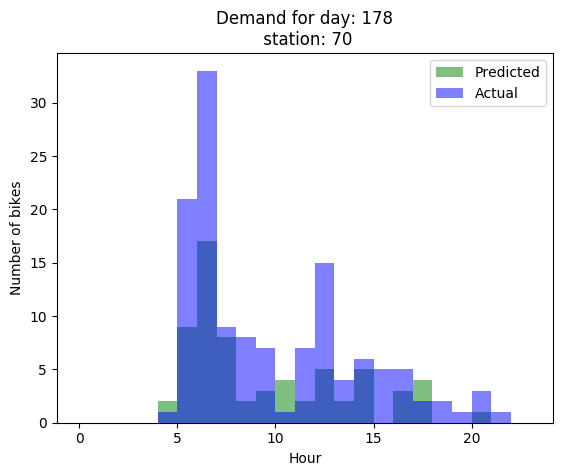 Demand for day: 178
station: 70
Predicted
Actual
Number of bikes
30
25
20
15
10
5
0
0
5
10
15
20
Hour